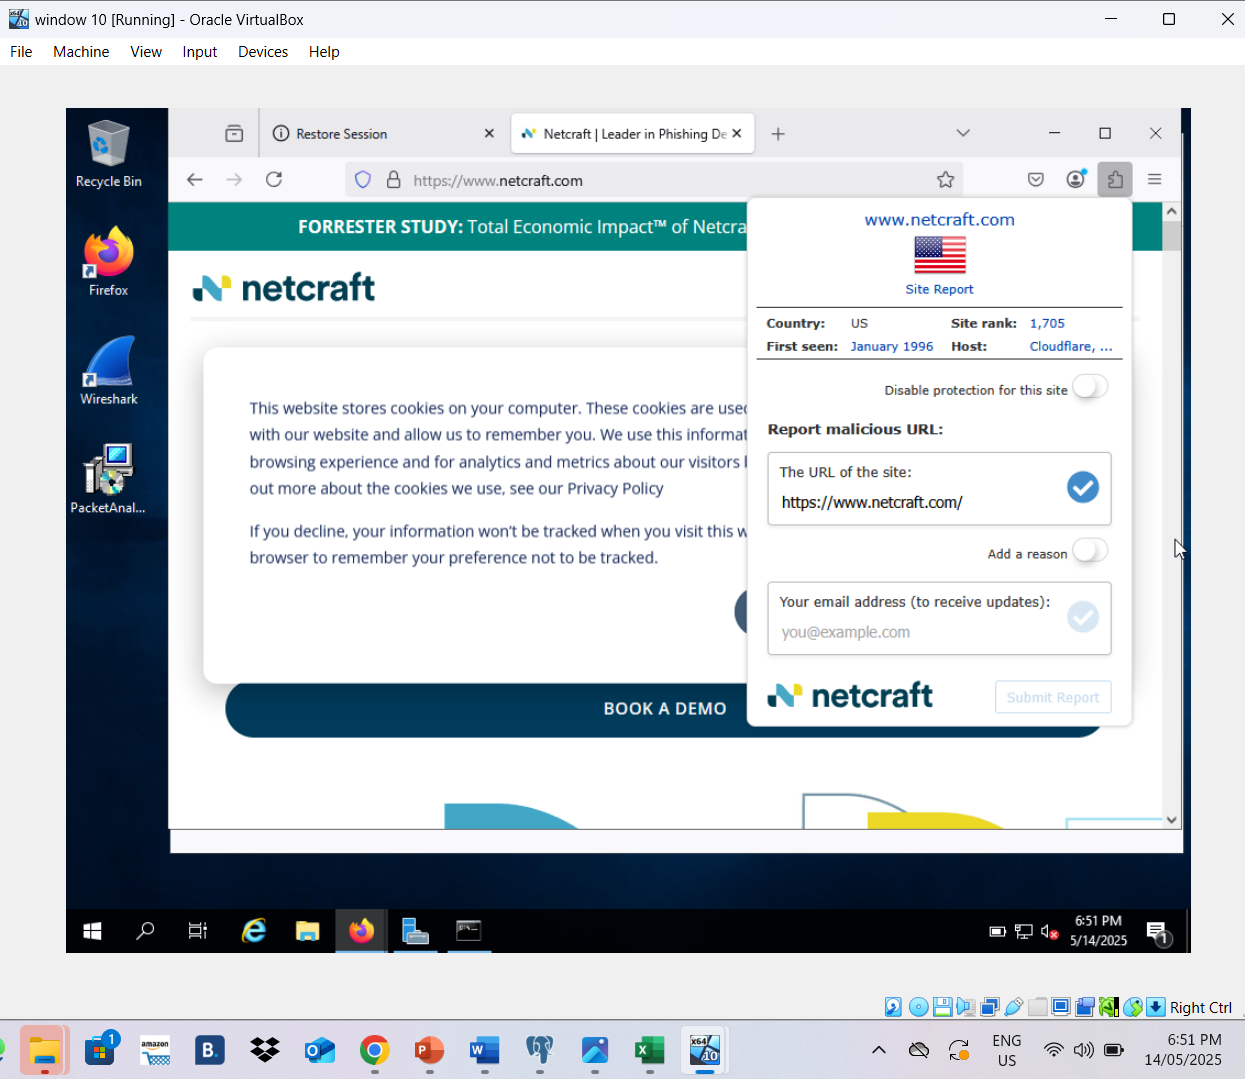 window 10 [Running] - Oracle VirtualBox
File Machine View Input Devices Help
Recycle Bin
Firefox
Wireshark
PacketAnal...
Restore Session
Netcraft | Leader in Phishing De
https://www.netcraft.com
FORRESTER STUDY: Total Economic Impact™ of Netcra
netcraft
This website stores cookies on your computer. These cookies are used
with our website and allow us to remember you. We use this informat
browsing experience and for analytics and metrics about our visitors
out more about the cookies we use, see our Privacy Policy
If you decline, your information won't be tracked when you visit this w
browser to remember your preference not to be tracked.
BOOK A DEMO
www.netcraft.com
Site Report
Country: US Site rank: 1,705
First seen: January 1996 Host: Cloudflare, ...
Disable protection for this site
Report malicious URL:
The URL of the site:
https://www.netcraft.com/
Add a reason
Your email address (to receive updates):
you@example.com
netcraft
Submit Report
6:51 PM
5/14/2025
1
Right Ctrl
1
amazon
B.
x64
10
ENG
US
6:51 PM
14/05/2025